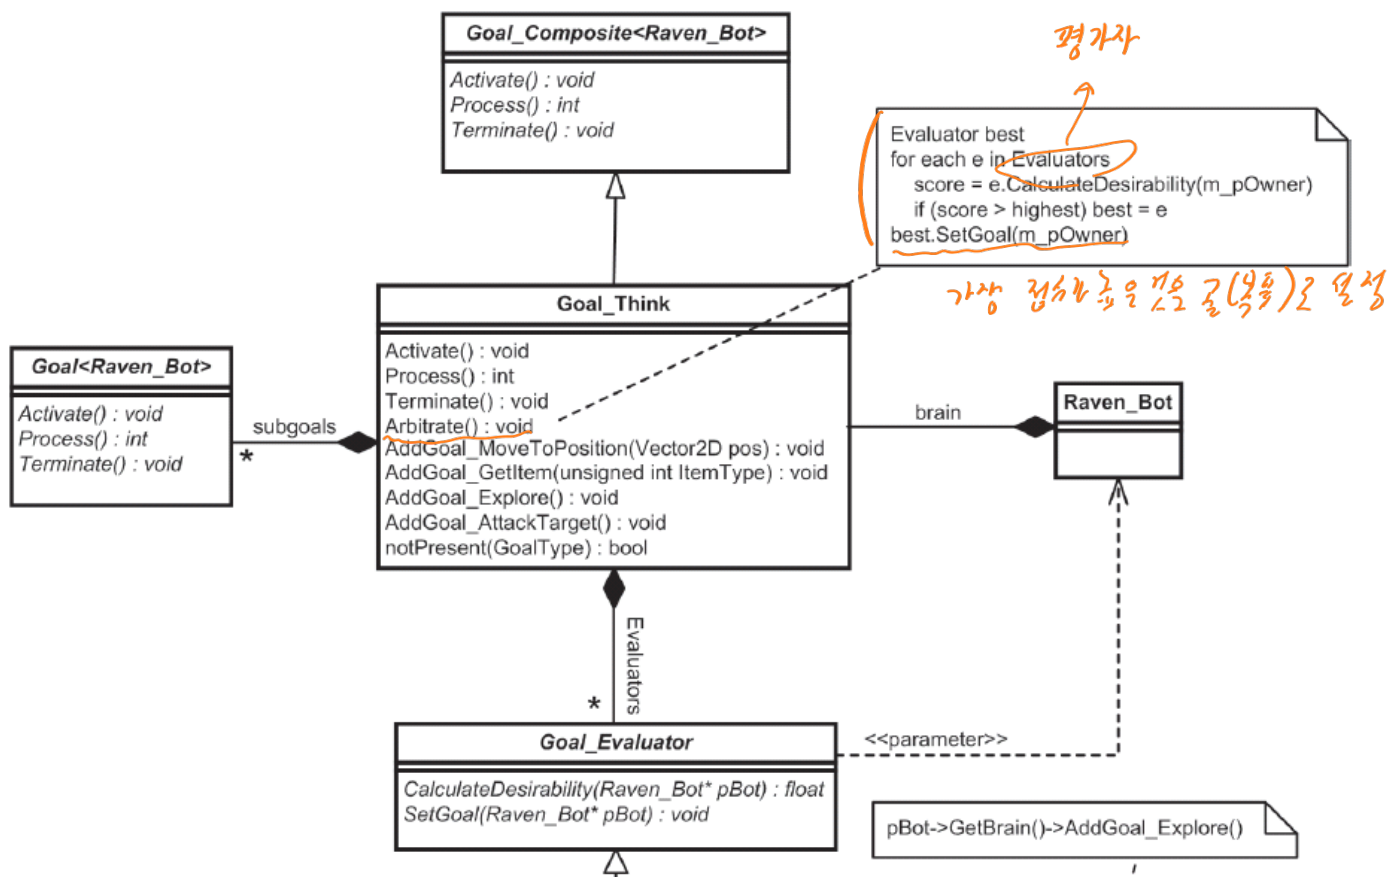 Goal_Composite<Raven_Bot>
Activate() : void
Process() : int
Terminate() : void
평가자
Evaluator best
for each e in Evaluators
score = e.CalculateDesirability(m_pOwner)
if (score > highest) best = e
best.SetGoal(m_pOwner)
가장 점수가 높은 것을 골(목표)로 설정
Goal_Think
Activate() : void
Process() : int
Terminate() : void
Arbitrate() : void
AddGoal_MoveToPosition(Vector2D pos) : void
AddGoal_GetItem(unsigned int ItemType) : void
AddGoal_Explore() : void
AddGoal_AttackTarget() : void
notPresent(GoalType) : bool
Goal<Raven_Bot>
Activate() : void
Process() : int
Terminate() : void
subgoals
*
brain
Raven_Bot
Evaluators
*
Goal_Evaluator
CalculateDesirability(Raven_Bot* pBot) : float
SetGoal(Raven_Bot* pBot) : void
<<parameter>>
pBot->GetBrain()->AddGoal_Explore()